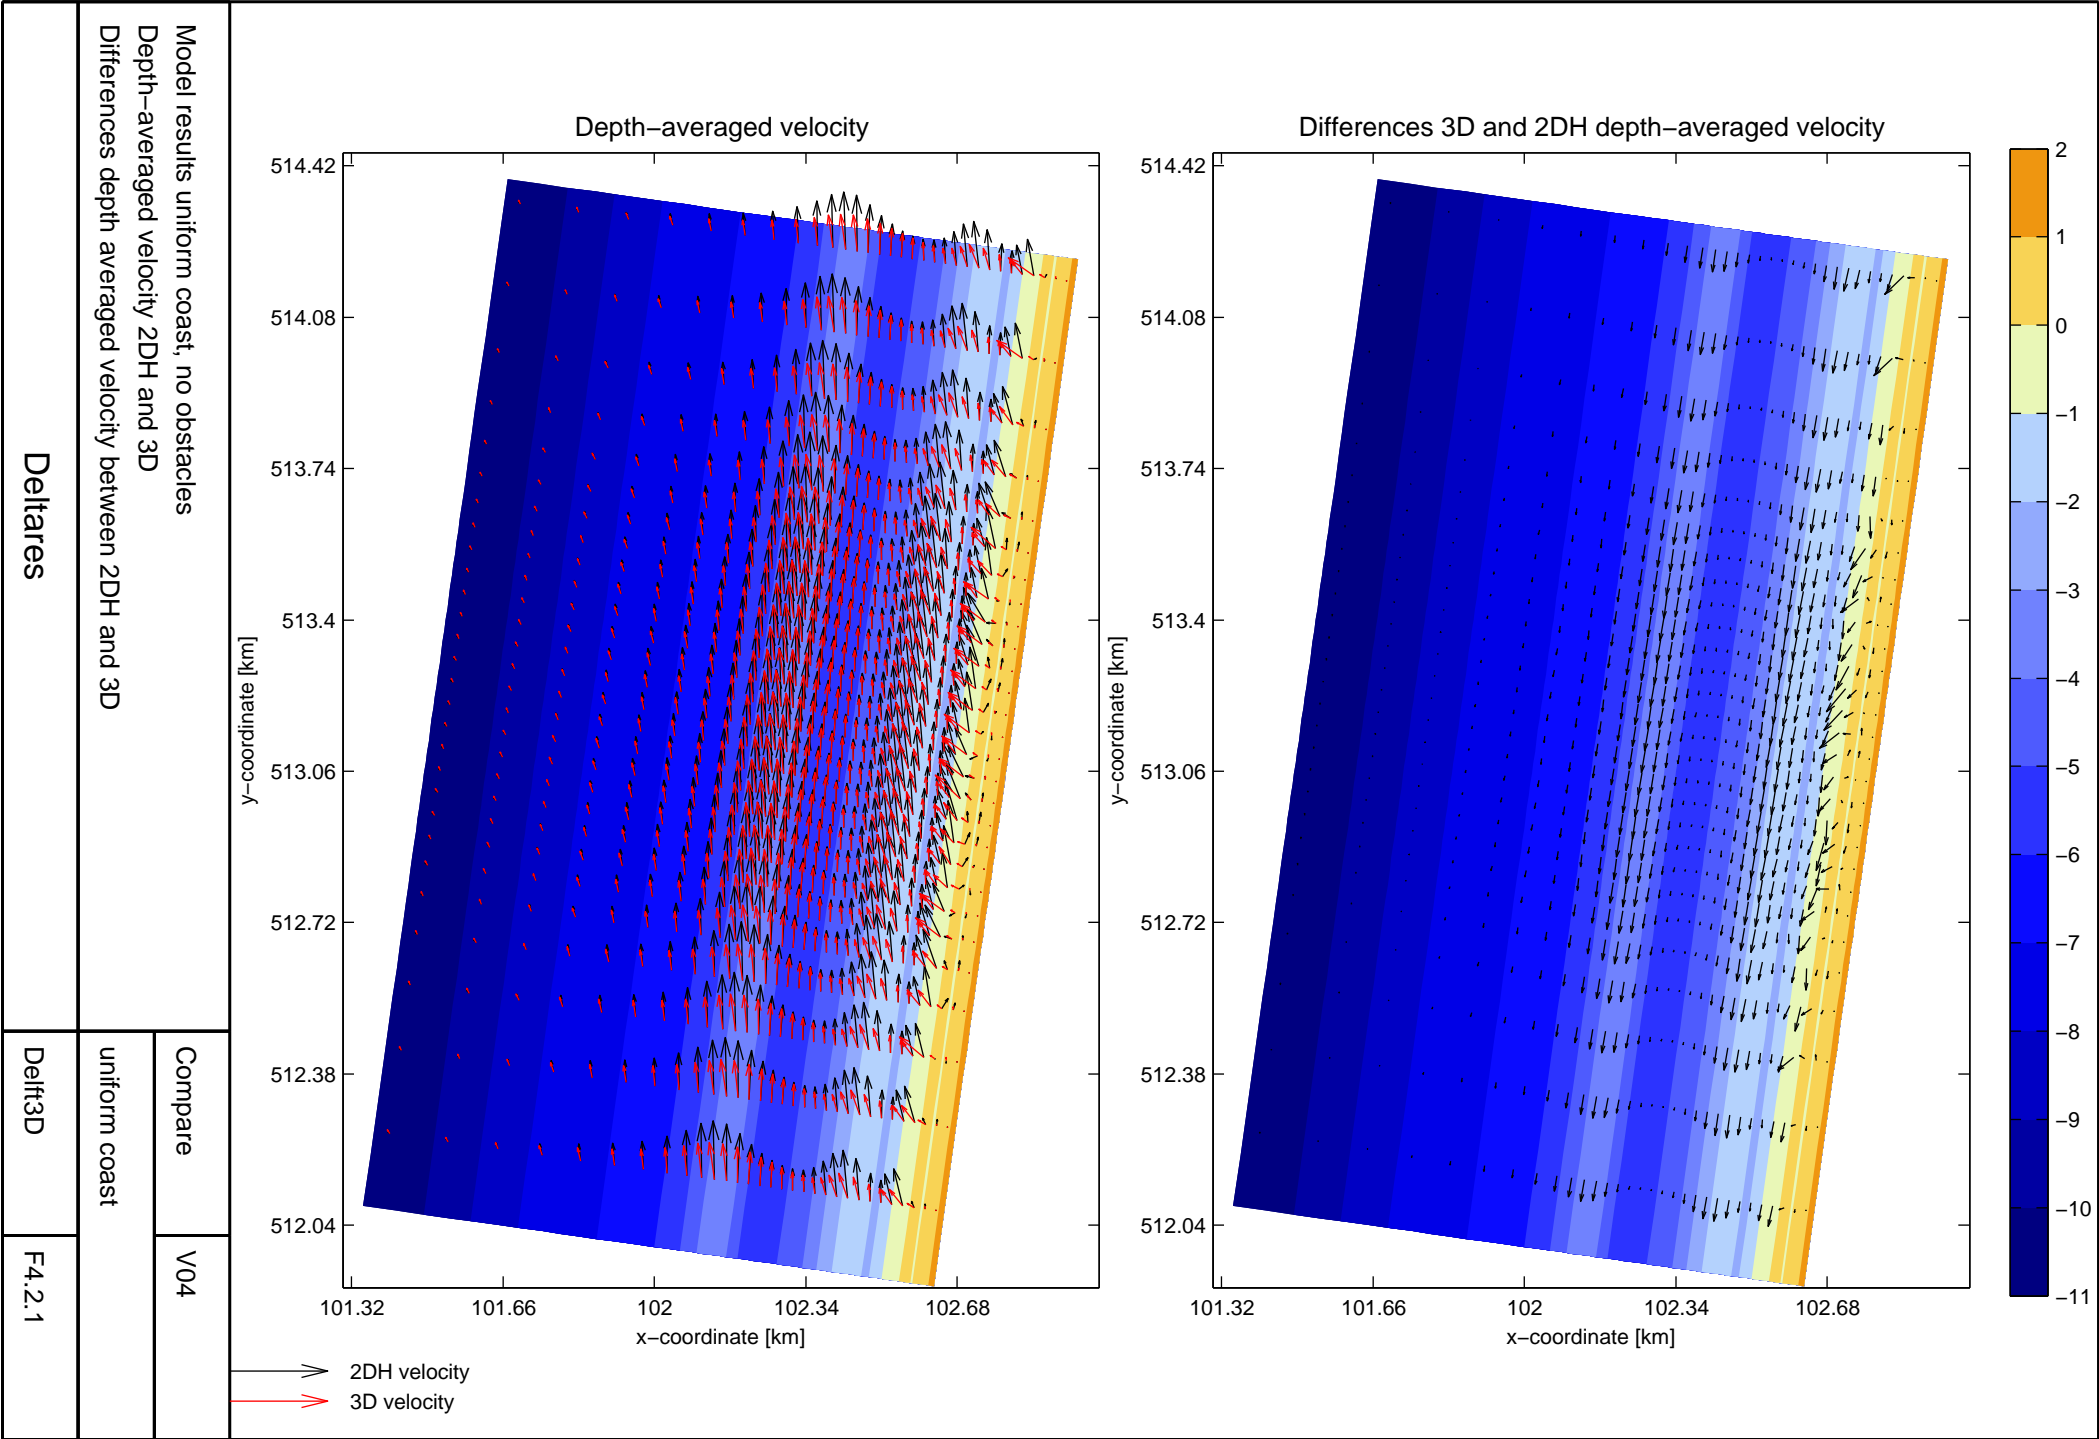 Model results uniform coast, no obstacles
Depth−averaged velocity 2DH and 3D
Differences depth averaged velocity between 2DH and 3D
Deltares
Compare
V04
uniform coast
Delft3D
F4.2.1
Depth−averaged velocity
514.42
514.08
513.74
513.4
513.06
512.72
512.38
512.04
y−coordinate [km]
101.32
101.66
102
102.34
102.68
x−coordinate [km]
2DH velocity
3D velocity
Differences 3D and 2DH depth−averaged velocity
514.42
514.08
513.74
513.4
513.06
512.72
512.38
512.04
y−coordinate [km]
101.32
101.66
102
102.34
102.68
x−coordinate [km]
2
1
0
−1
−2
−3
−4
−5
−6
−7
−8
−9
−10
−11